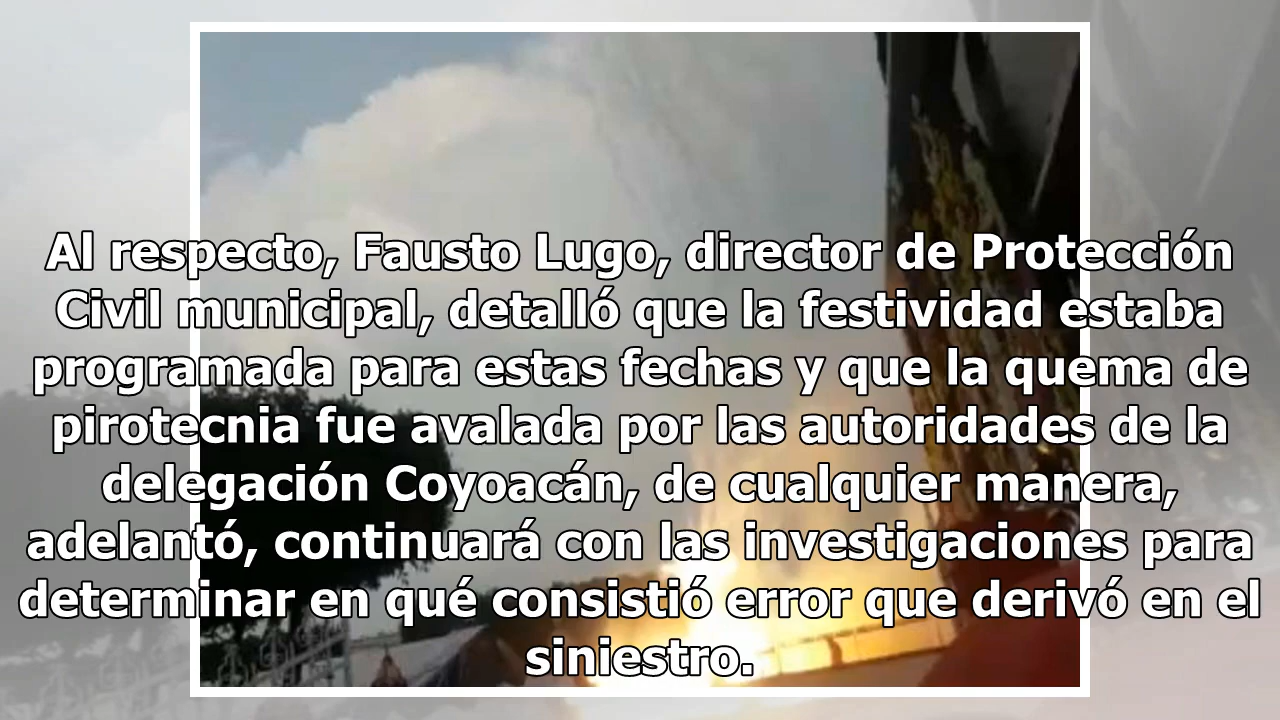 Al respecto, Fausto Lugo, director de Protección
Civil municipal, detalló que la festividad estaba
programada para estas fechas y que la quema de
pirotecnia fue avalada por las autoridades de la
delegación Coyoacán, de cualquier manera,
adelantó, continuará con las investigaciones para
determinar en qué consistió error que derivó en el
siniestro.